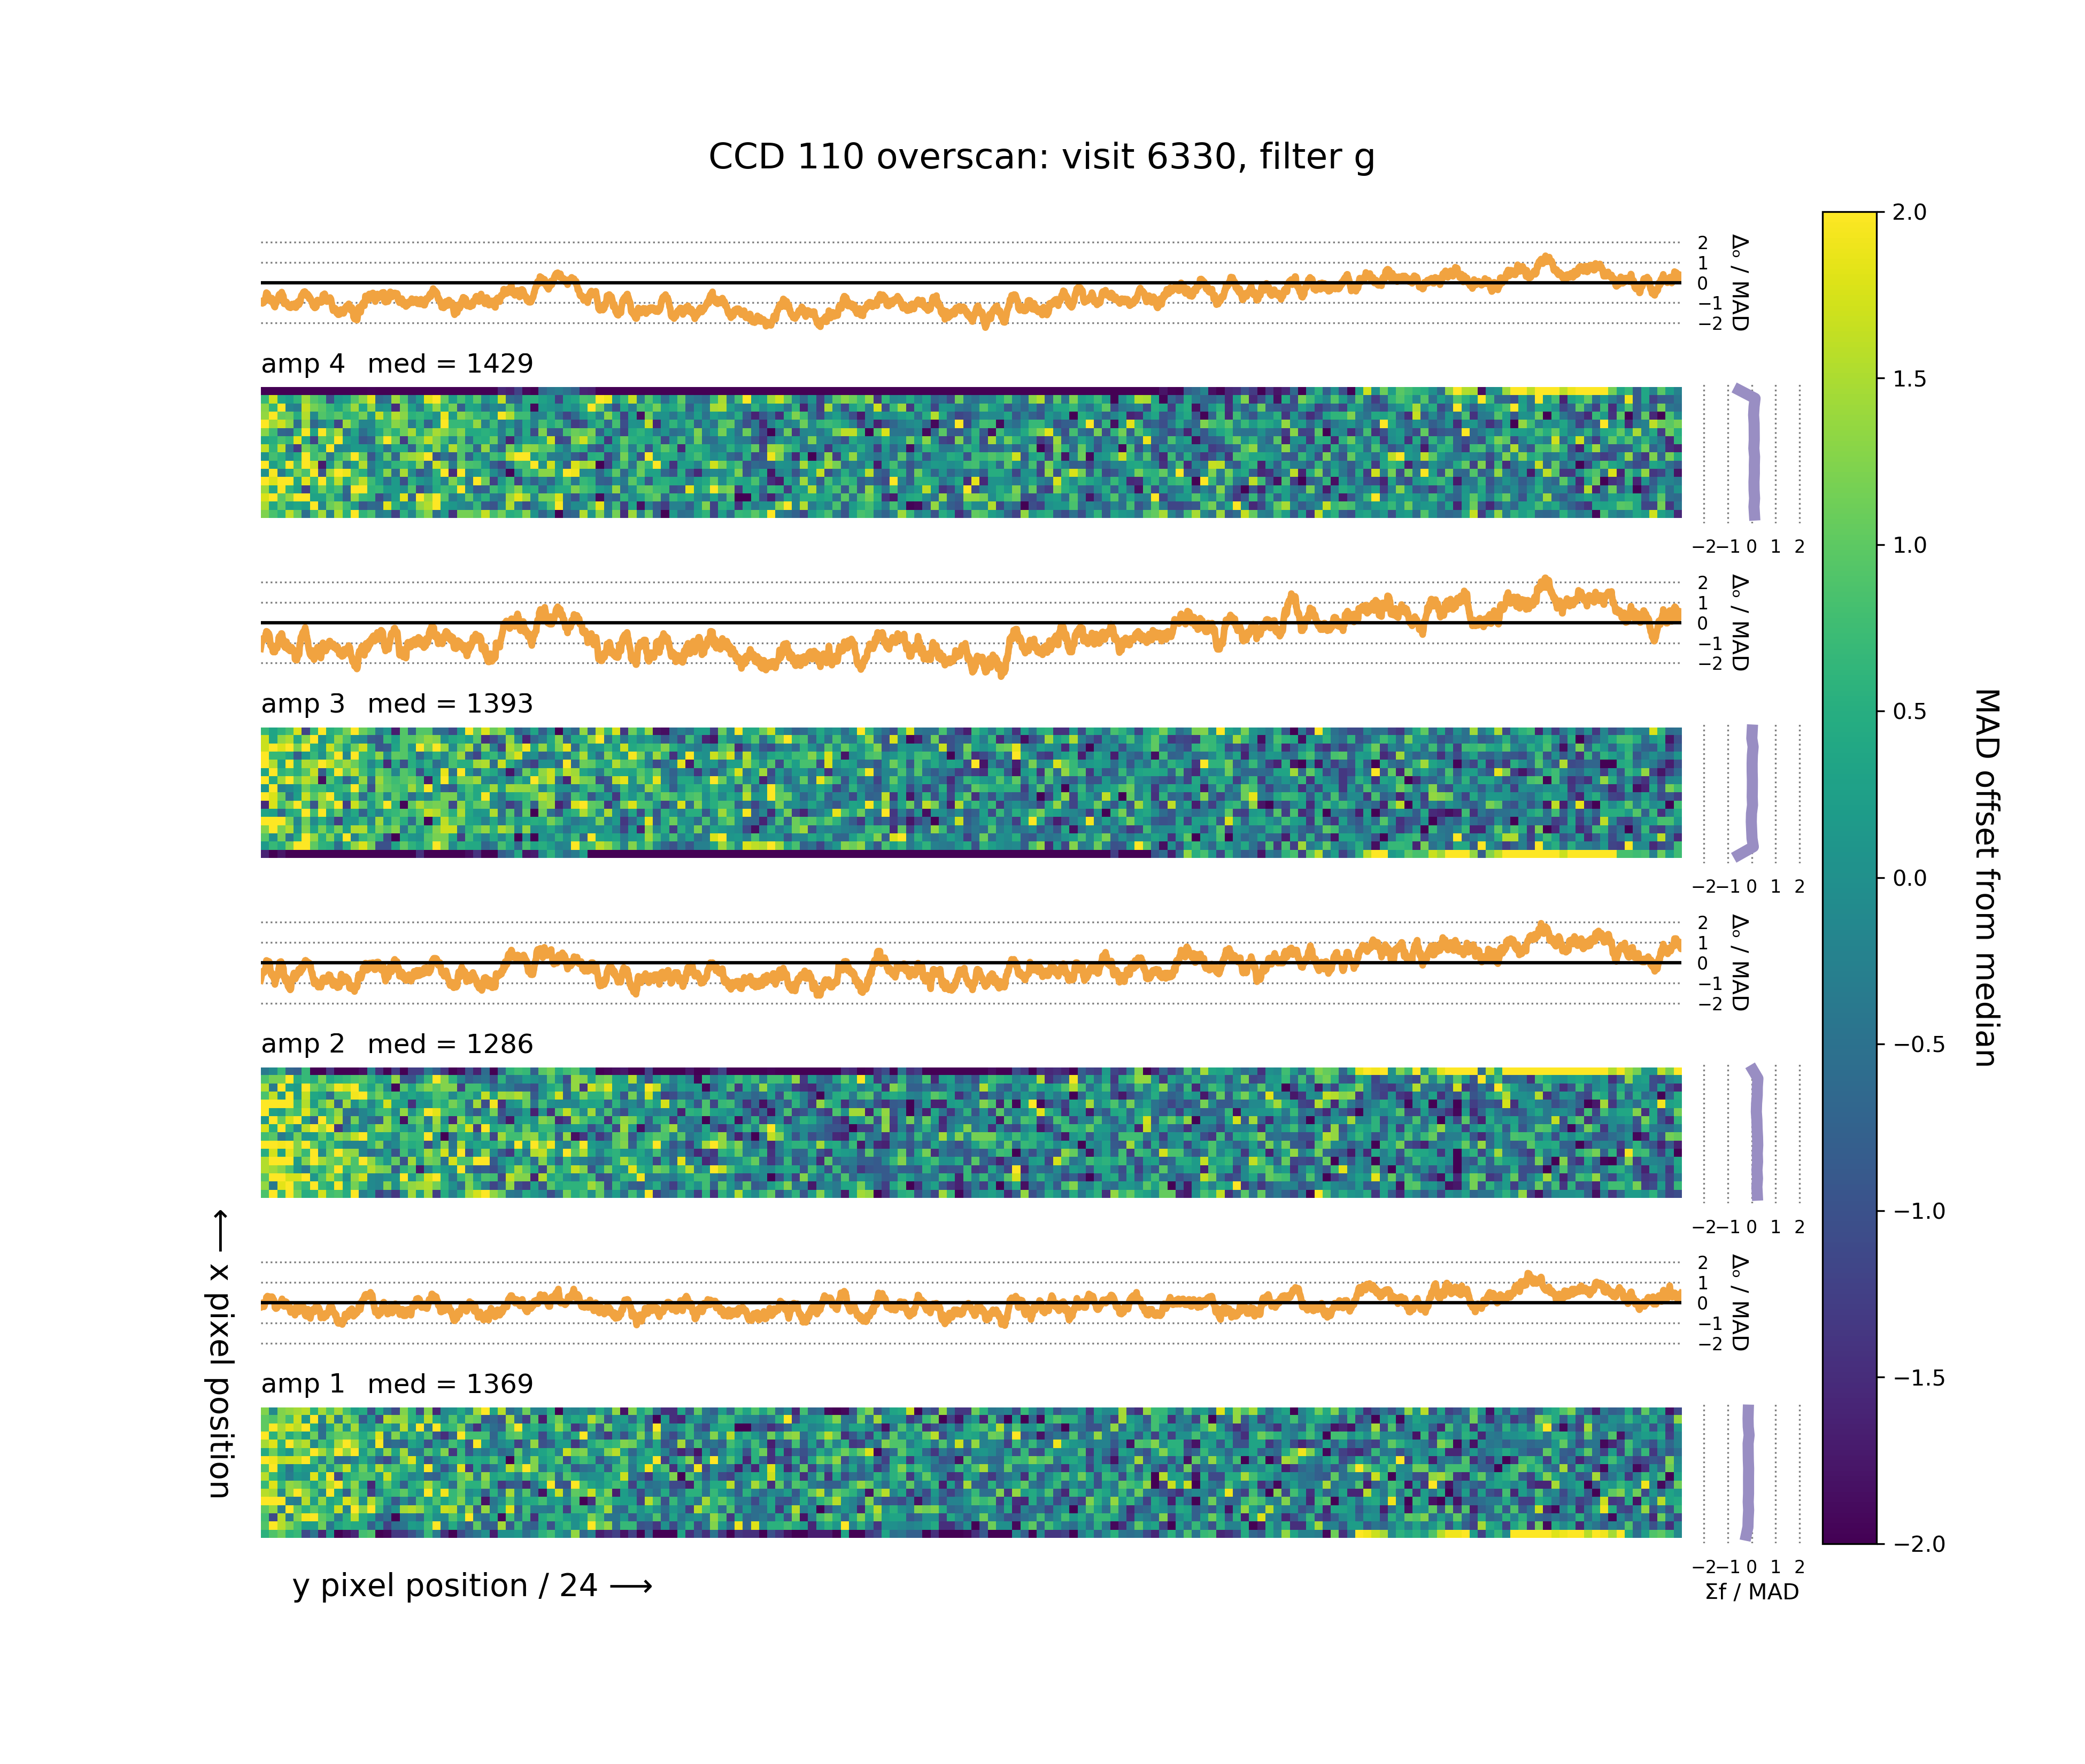 CCD 110 overscan: visit 6330, filter g
2
1
0
−1
−2
Δₒ / MAD
amp 4 med = 1429
−2 −1 0 1 2
2
1
0
−1
−2
Δₒ / MAD
amp 3 med = 1393
−2 −1 0 1 2
2
1
0
−1
−2
Δₒ / MAD
amp 2 med = 1286
−2 −1 0 1 2
2
1
0
−1
−2
Δₒ / MAD
amp 1 med = 1369
−2 −1 0 1 2
Σf / MAD
y pixel position / 24 ⟶
⟵ x pixel position
2.0
1.5
1.0
0.5
0.0
−0.5
−1.0
−1.5
−2.0
MAD offset from median